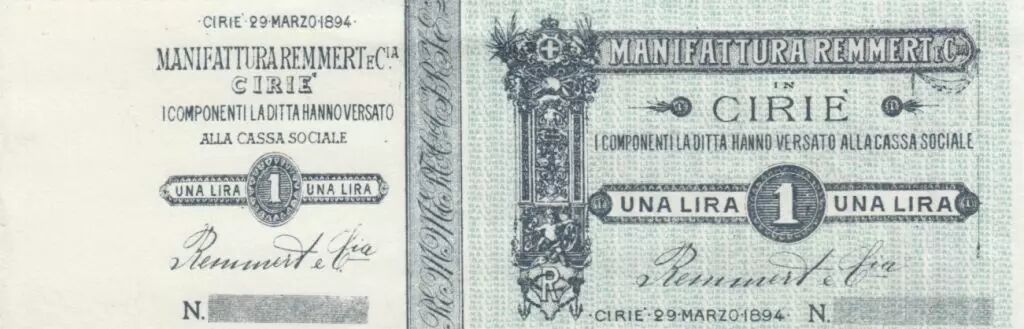 ·CIRIE' 29·MARZO·1894·
MANIFATTURA REMMERT E C.IA
CIRIE'
I COMPONENTI LA DITTA HANNO VERSATO
ALLA CASSA SOCIALE
UNA LIRA 1 UNA LIRA
Remmert e Cia
N.
MANIFATTURA REMMERT & C
IN
CIRIE'
I COMPONENTI LA DITTA HANNO VERSATO ALLA CASSA SOCIALE
UNA LIRA 1 UNA LIRA
Remmert e Cia
R
·CIRIE' 29·MARZO·1894· N.